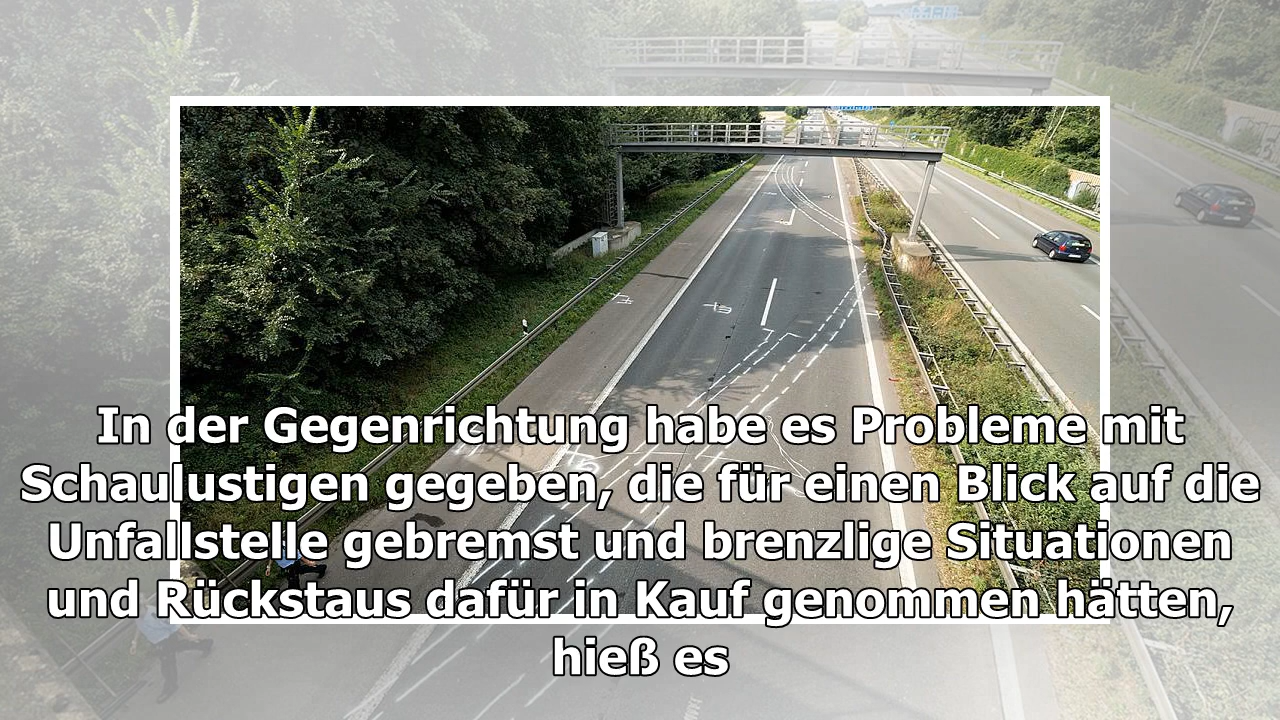 In der Gegenrichtung habe es Probleme mit
Schaulustigen gegeben, die für einen Blick auf die
Unfallstelle gebremst und brenzlige Situationen
und Rückstaus dafür in Kauf genommen hätten,
hieß es